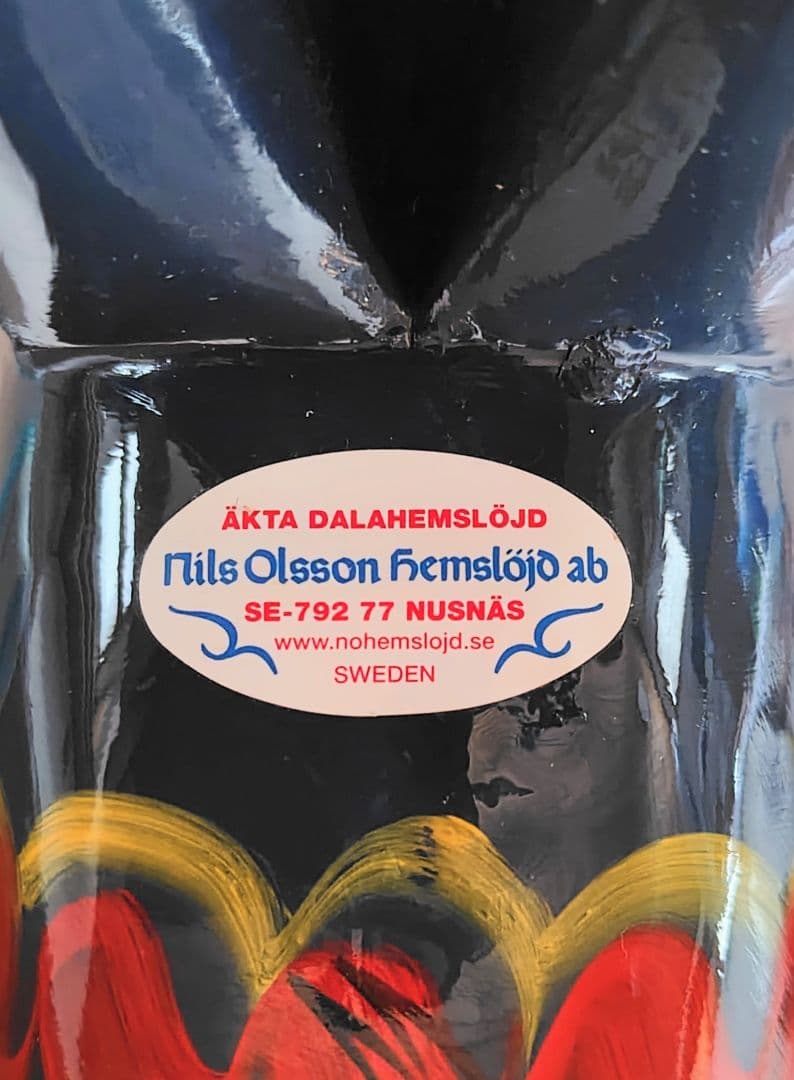 ÄKTA DALAHEMSLÖJD
Nils Olsson Hemslöjd ab
SE-792 77 NUSNÄS
www.nohemslojd.se
SWEDEN